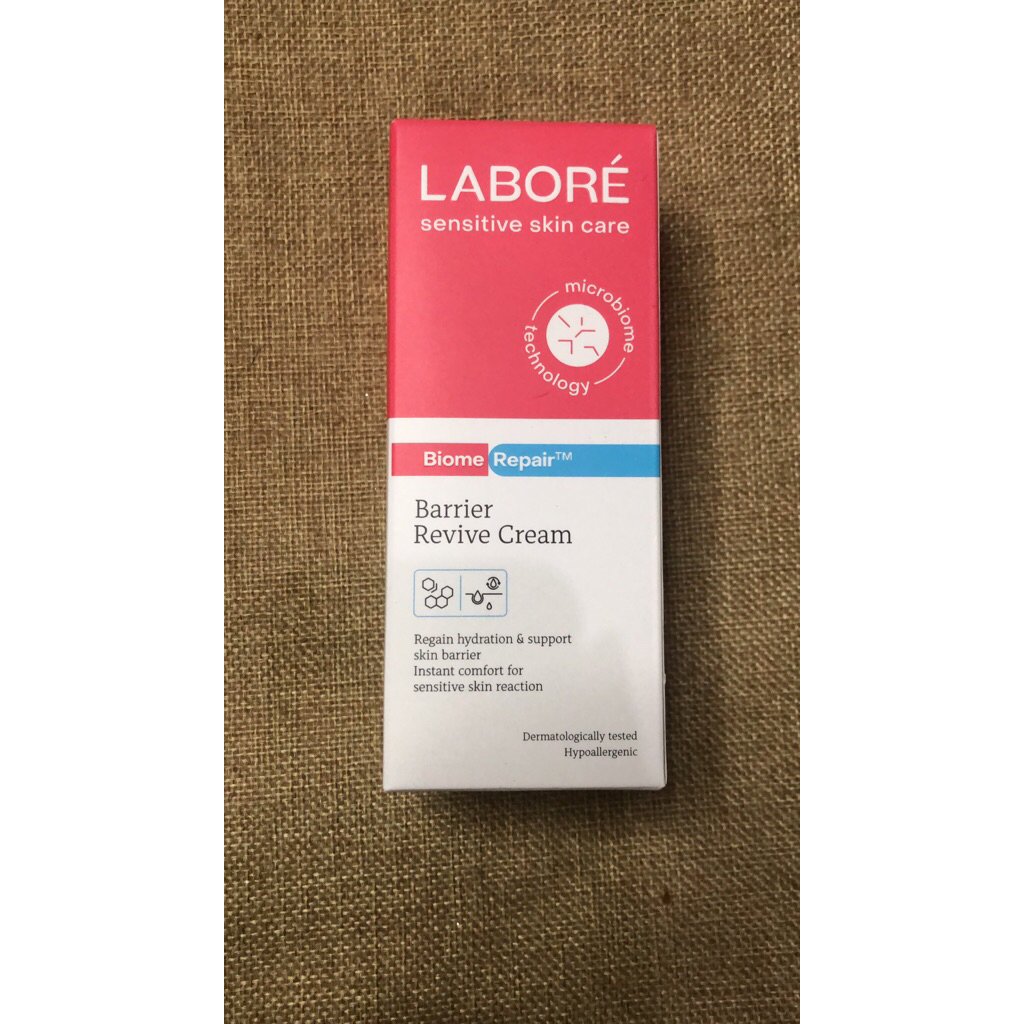 LABORÉ
sensitive skin care
microbiome
technology
Biome Repair™
Barrier
Revive Cream
Regain hydration & support
skin barrier
Instant comfort for
sensitive skin reaction
Dermatologically tested
Hypoallergenic